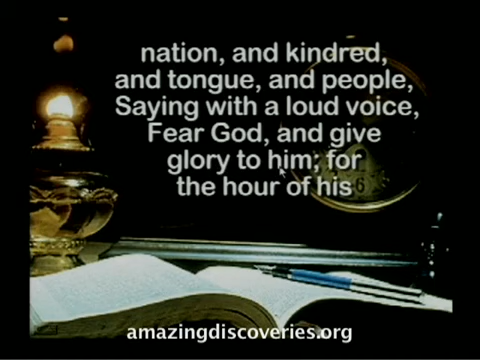 nation, and kindred,
and tongue, and people,
Saying with a loud voice,
Fear God, and give
glory to him; for
the hour of his
amazingdiscoveries.org